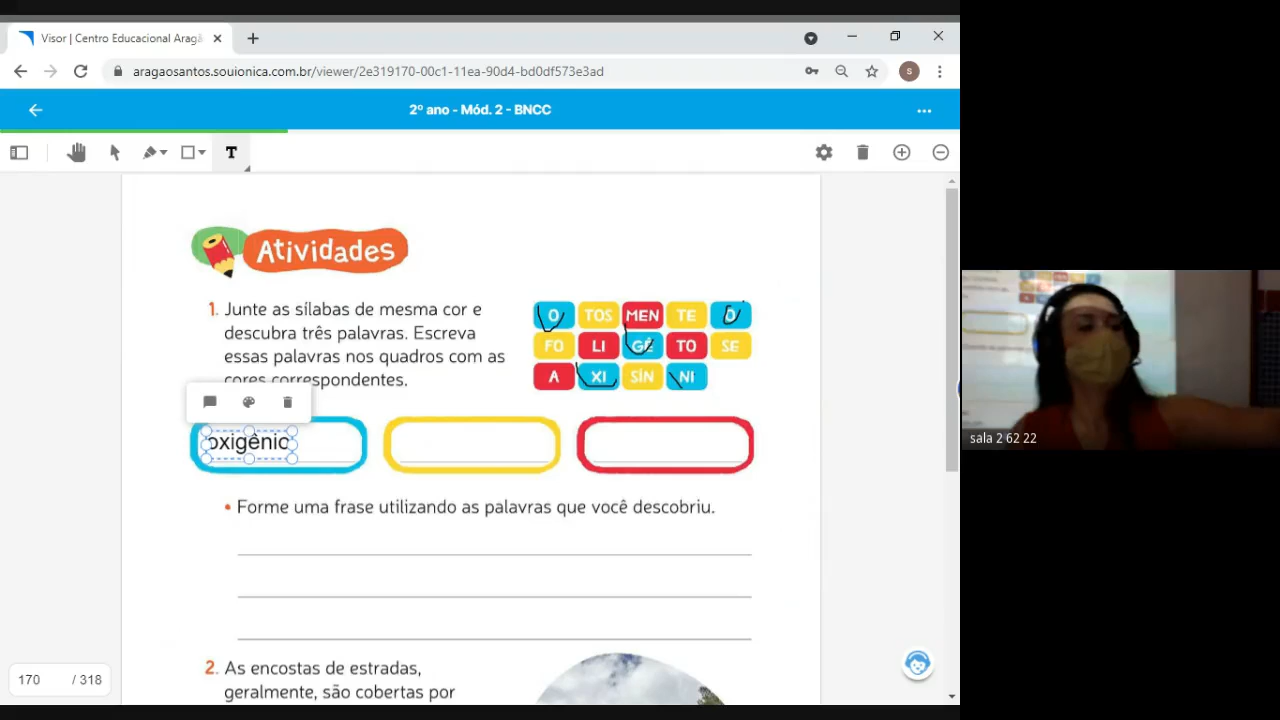 Visor | Centro Educacional Aragã
aragaosantos.souionica.com.br/viewer/2e319170-00c1-11ea-90d4-bd0df573e3ad
S
2º ano - Mód. 2 - BNCC
T
Atividades
1. Junte as sílabas de mesma cor e
descubra três palavras. Escreva
essas palavras nos quadros com as
cores correspondentes.
O TOS MEN TE O
FO LI GÊ TO SE
A XI SÍN NI
oxigênio
• Forme uma frase utilizando as palavras que você descobriu.
2. As encostas de estradas,
geralmente, são cobertas por
170 / 318
sala 2 62 22